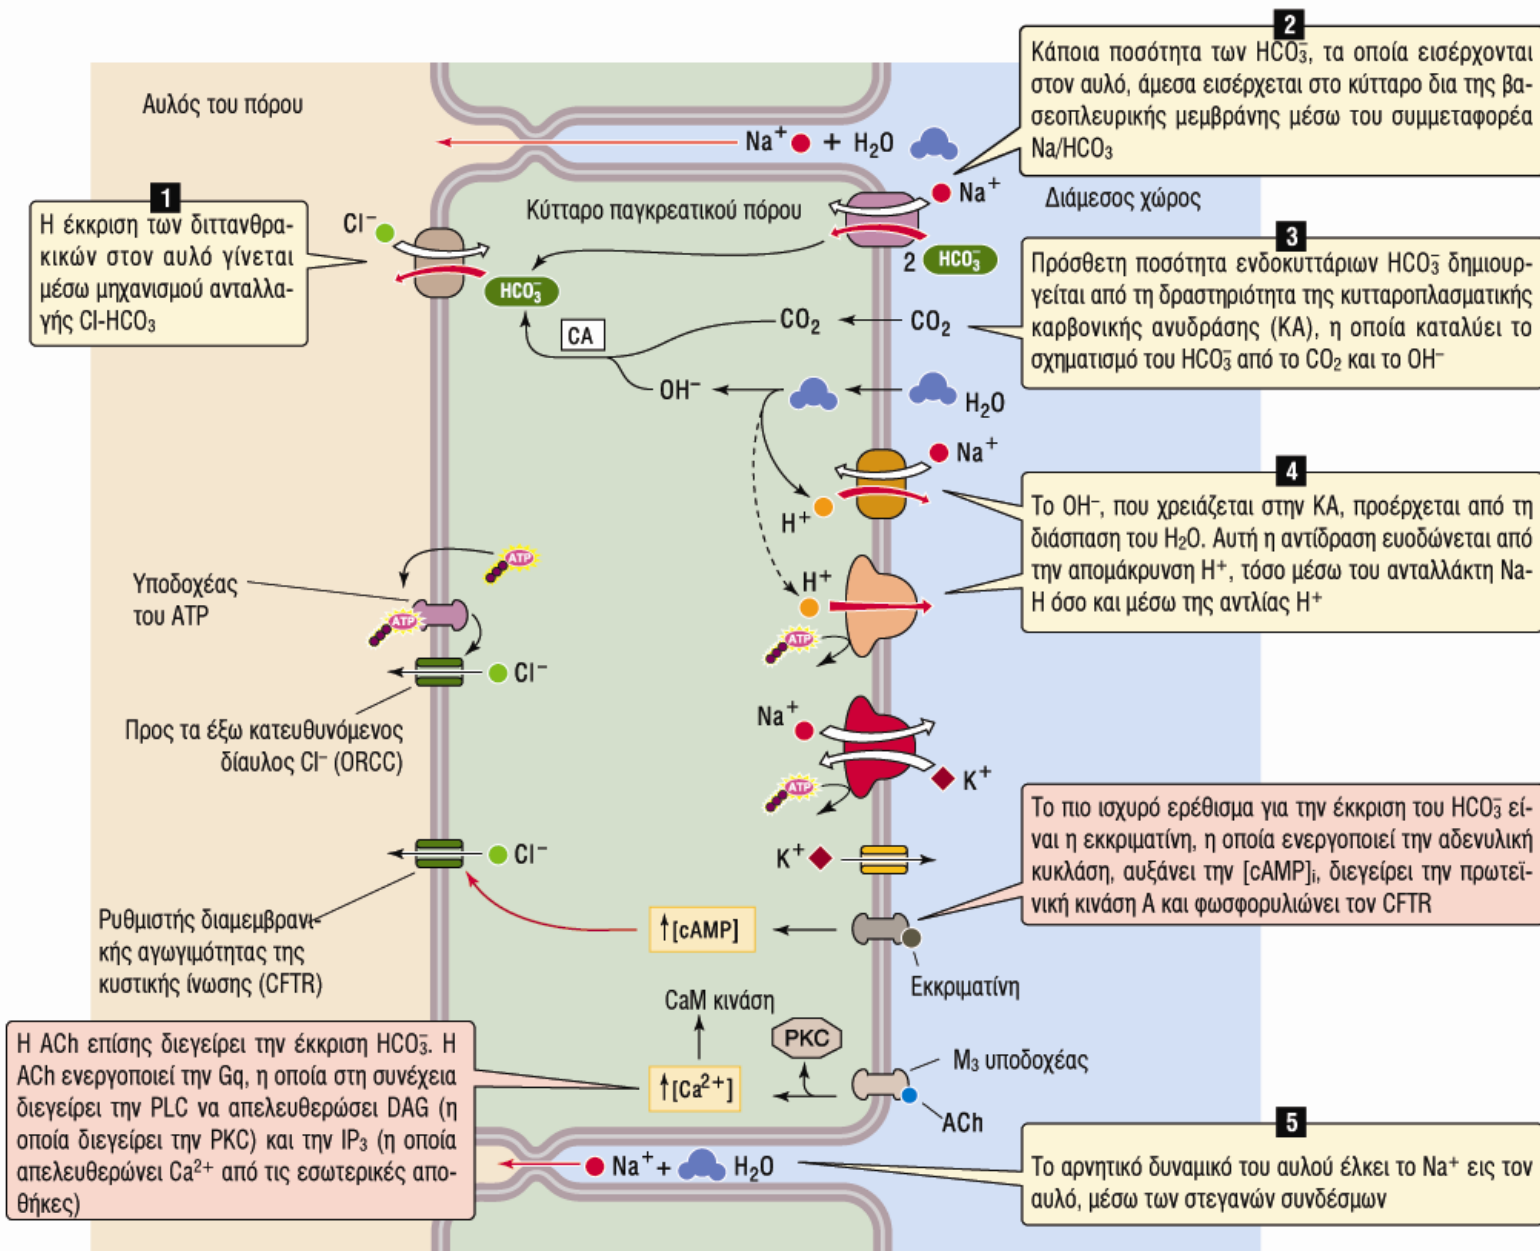 2
Κάποια ποσότητα των HCO₃⁻, τα οποία εισέρχονται
στον αυλό, άμεσα εισέρχεται στο κύτταρο δια της βα-
σεοπλευρικής μεμβράνης μέσω του συμμεταφορέα
Na/HCO₃
Αυλός του πόρου
Na⁺ + H₂O
1
Η έκκριση των διττανθρα-
κικών στον αυλό γίνεται
μέσω μηχανισμού ανταλλα-
γής Cl-HCO₃
Cl⁻
Κύτταρο παγκρεατικού πόρου
Na⁺
Διάμεσος χώρος
2 HCO₃⁻
HCO₃⁻
3
Πρόσθετη ποσότητα ενδοκυττάριων HCO₃⁻ δημιουρ-
γείται από τη δραστηριότητα της κυτταροπλασματικής
καρβονικής ανυδράσης (ΚΑ), η οποία καταλύει το
σχηματισμό του HCO₃⁻ από το CO₂ και το OH⁻
CO₂
CO₂
CA
OH⁻
H₂O
Na⁺
H⁺
4
Το OH⁻, που χρειάζεται στην ΚΑ, προέρχεται από τη
διάσπαση του H₂O. Αυτή η αντίδραση ευοδώνεται από
την απομάκρυνση H⁺, τόσο μέσω του ανταλλάκτη Na-
H όσο και μέσω της αντλίας H⁺
ATP
Υποδοχέας
του ATP
ATP
H⁺
ATP
Cl⁻
Προς τα έξω κατευθυνόμενος
δίαυλος Cl⁻ (ORCC)
Na⁺
K⁺
ATP
Cl⁻
K⁺
Το πιο ισχυρό ερέθισμα για την έκκριση του HCO₃⁻ εί-
ναι η εκκριματίνη, η οποία ενεργοποιεί την αδενυλική
κυκλάση, αυξάνει την [cAMP]ᵢ, διεγείρει την πρωτεϊ-
νική κινάση Α και φωσφορυλιώνει τον CFTR
Ρυθμιστής διαμεμβρανι-
κής αγωγιμότητας της
κυστικής ίνωσης (CFTR)
↑[cAMP]
Εκκριματίνη
CaM κινάση
PKC
↑[Ca²⁺]
M₃ υποδοχέας
ACh
Η ACh επίσης διεγείρει την έκκριση HCO₃⁻. Η
ACh ενεργοποιεί την Gq, η οποία στη συνέχεια
διεγείρει την PLC να απελευθερώσει DAG (η
οποία διεγείρει την PKC) και την IP₃ (η οποία
απελευθερώνει Ca²⁺ από τις εσωτερικές απο-
θήκες)
Na⁺ + H₂O
5
Το αρνητικό δυναμικό του αυλού έλκει το Na⁺ εις τον
αυλό, μέσω των στεγανών συνδέσμων